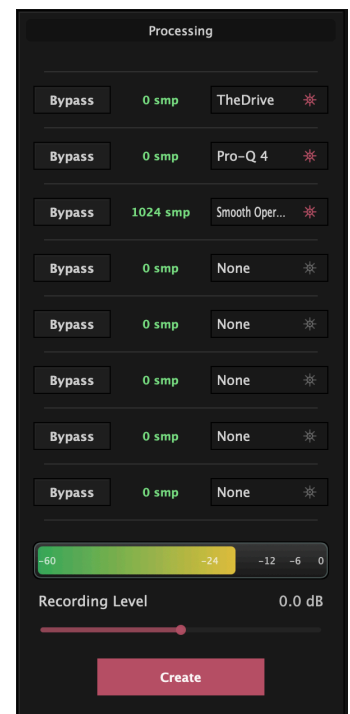 Processing
Bypass 0 smp TheDrive
Bypass 0 smp Pro-Q 4
Bypass 1024 smp Smooth Oper...
Bypass 0 smp None
Bypass 0 smp None
Bypass 0 smp None
Bypass 0 smp None
Bypass 0 smp None
-60 -24 -12 -6 0
Recording Level 0.0 dB
Create